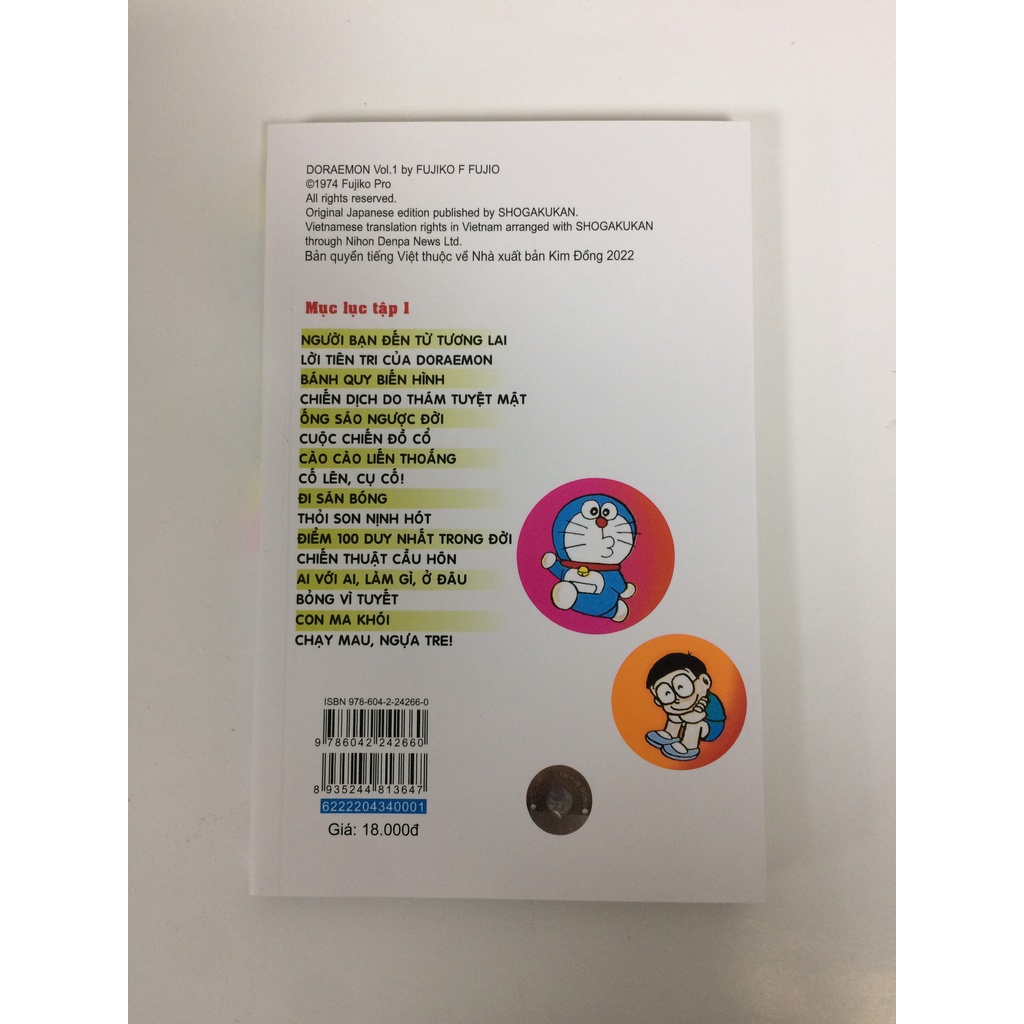 DORAEMON Vol.1 by FUJIKO F FUJIO
©1974 Fujiko Pro
All rights reserved.
Original Japanese edition published by SHOGAKUKAN.
Vietnamese translation rights in Vietnam arranged with SHOGAKUKAN
through Nihon Denpa News Ltd.
Bản quyền tiếng Việt thuộc về Nhà xuất bản Kim Đồng 2022
Mục lục tập 1
NGƯỜI BẠN ĐẾN TỪ TƯƠNG LAI
LỜI TIÊN TRI CỦA DORAEMON
BÁNH QUY BIẾN HÌNH
CHIẾN DỊCH DO THÁM TUYỆT MẬT
ỐNG SÁO NGƯỢC ĐỜI
CUỘC CHIẾN ĐỒ CỔ
CÀO CÀO LIẾN THOẮNG
CỐ LÊN, CỤ CỐ!
ĐI SĂN BÓNG
THỎI SON NỊNH HÓT
ĐIỂM 100 DUY NHẤT TRONG ĐỜI
CHIẾN THUẬT CẦU HÔN
AI VỚI AI, LÀM GÌ, Ở ĐÂU
BỎNG VÌ TUYẾT
CON MA KHÓI
CHẠY MAU, NGỰA TRE!
ISBN 978-604-2-24266-0
9 786042 242660
8 935244 813647
6222204340001
Giá: 18.000đ